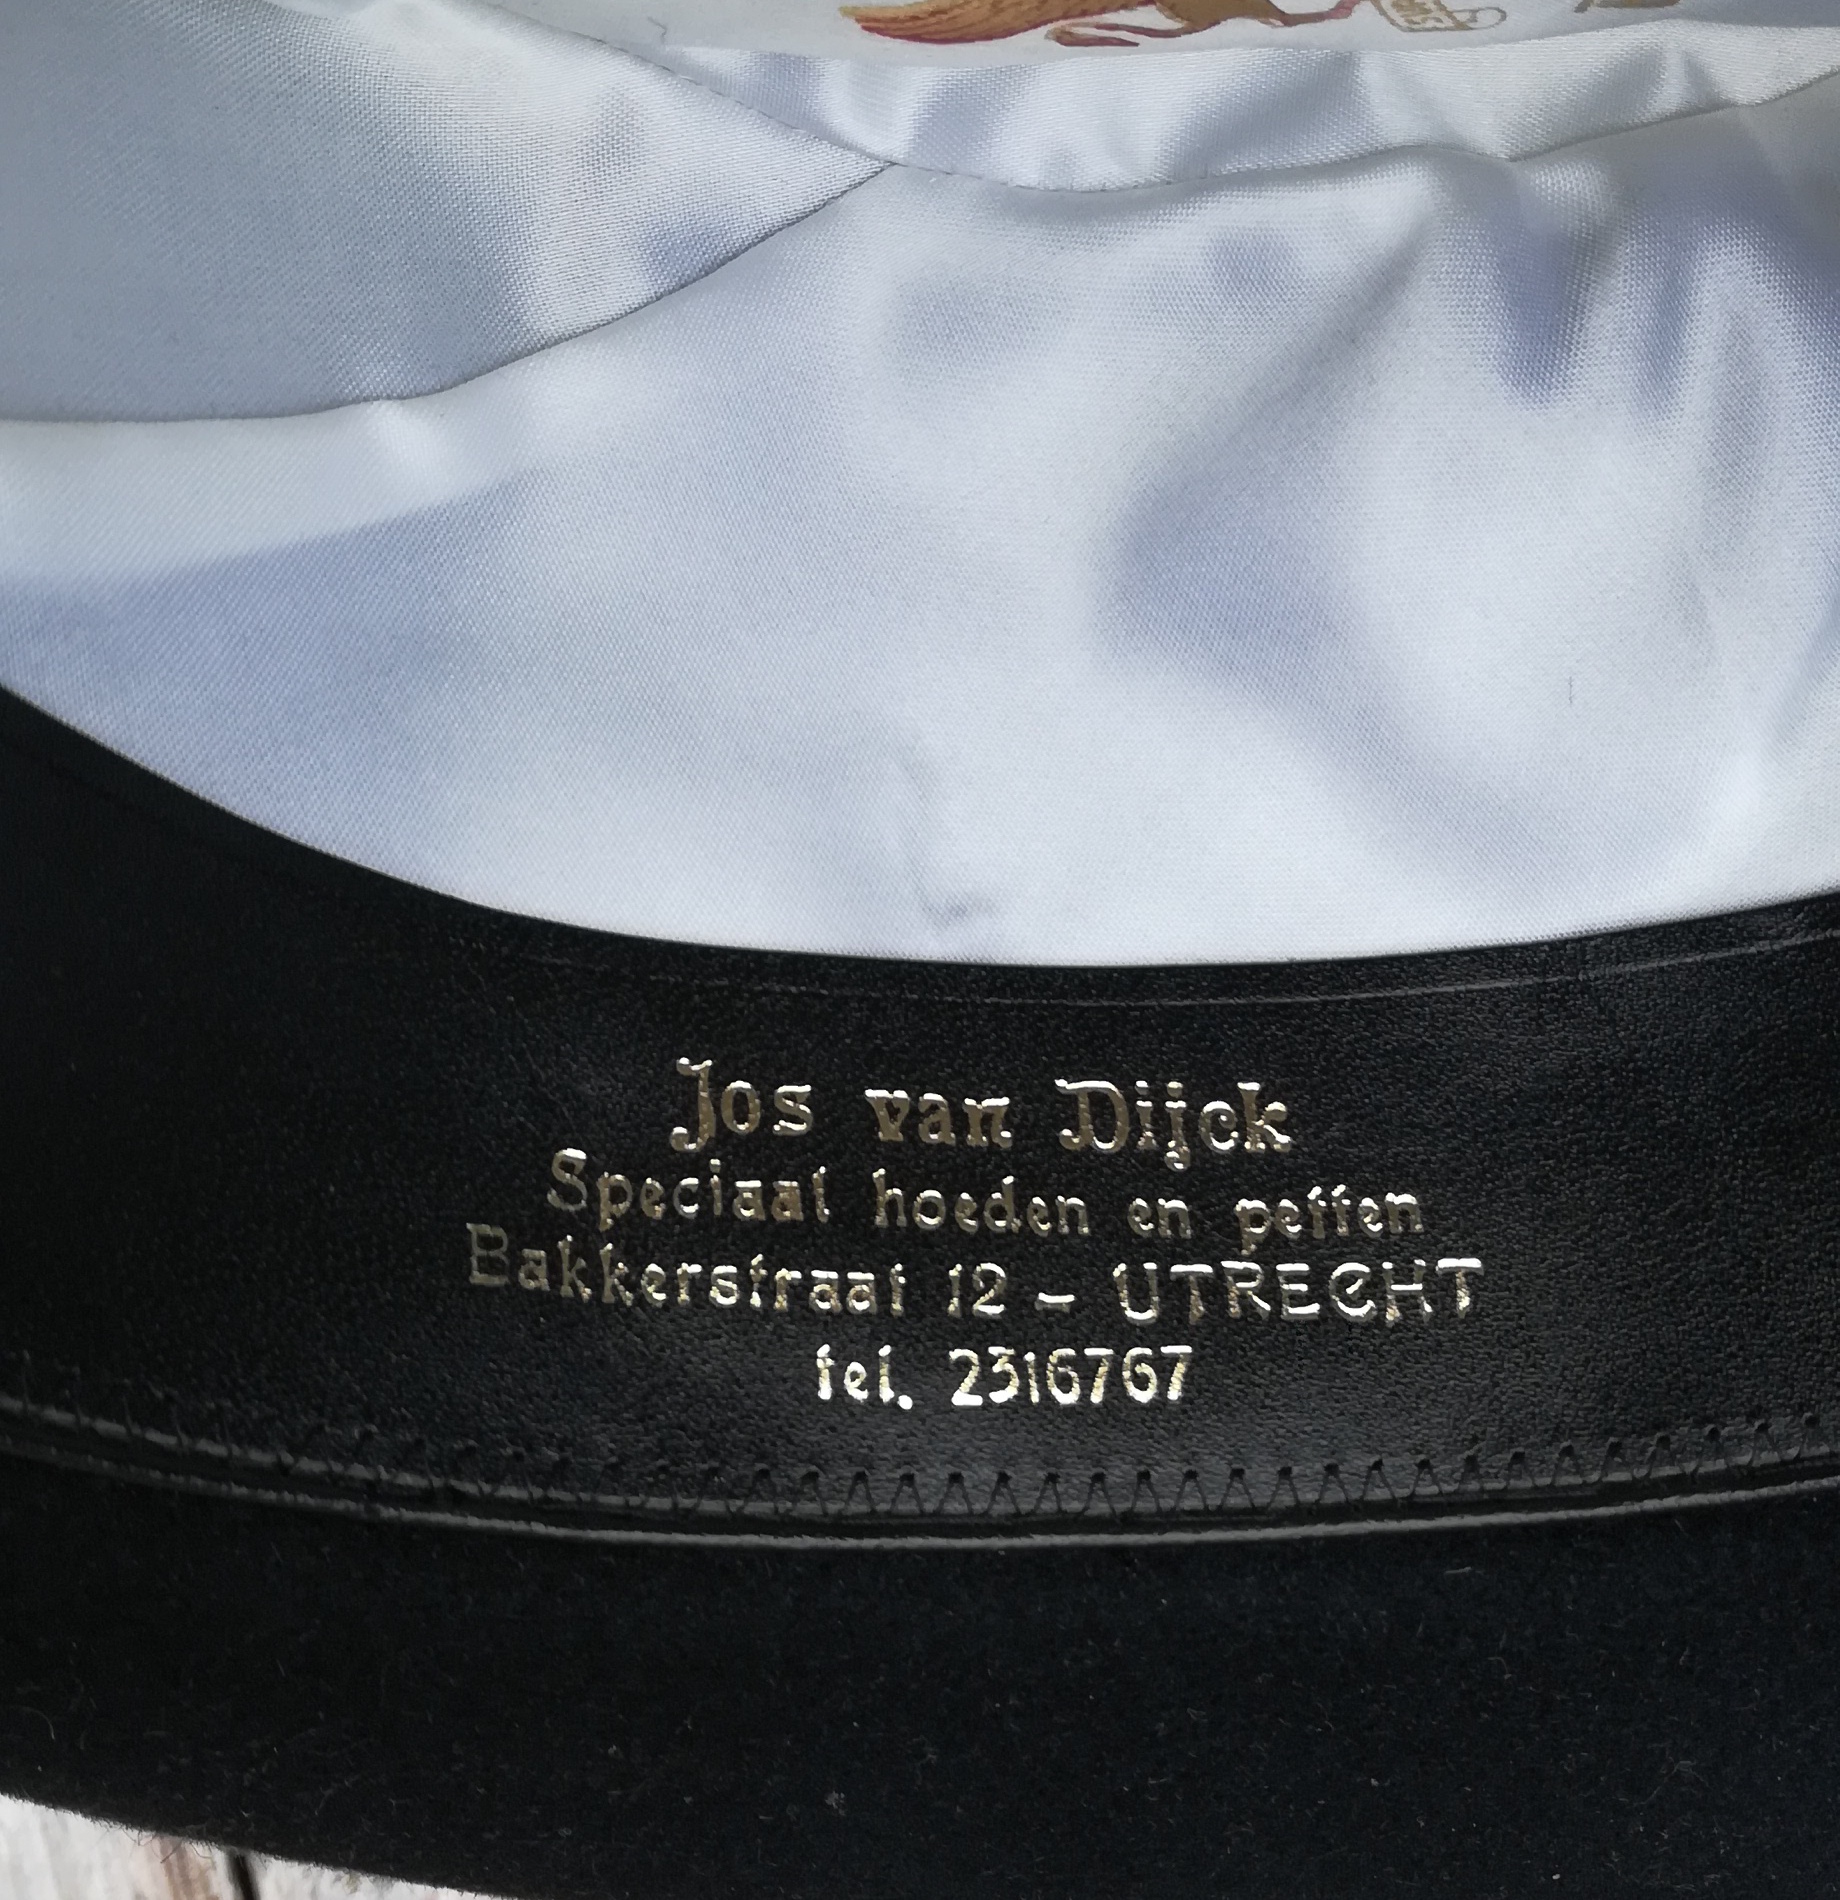 Jos van Dijck
Speciaal hoeden en petten
Bakkerstraat 12 - UTRECHT
tel. 2316767